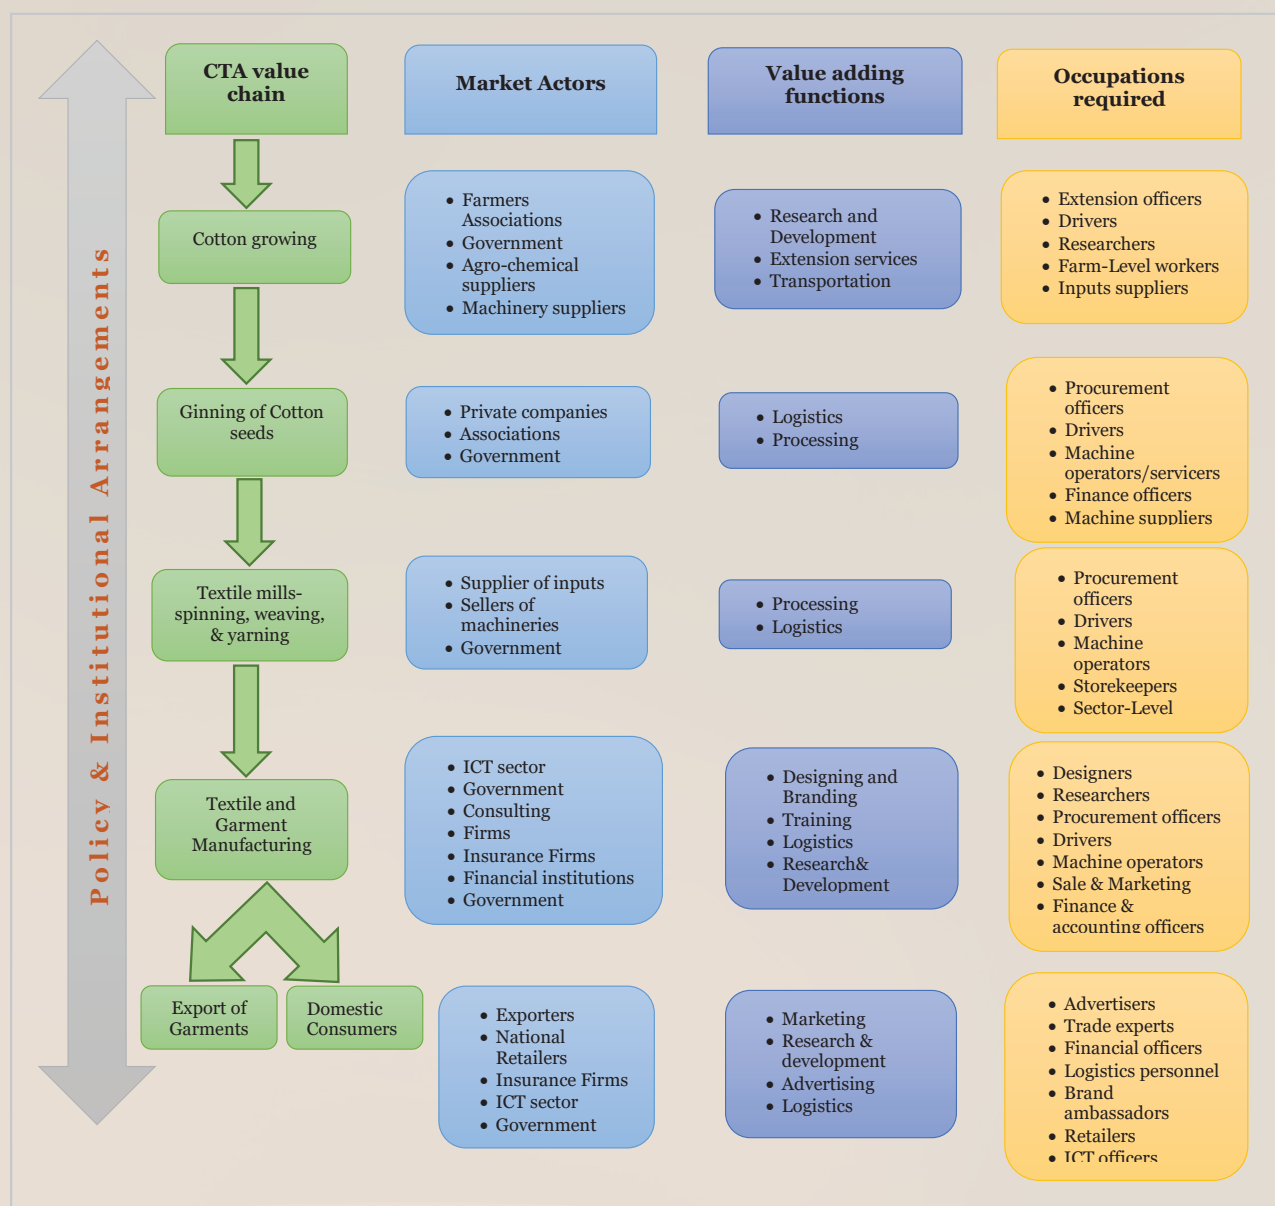 Policy & Institutional Arrangements
CTA value
chain
Market Actors
Value adding
functions
Occupations
required
Cotton growing
• Farmers
Associations
• Government
• Agro-chemical
suppliers
• Machinery suppliers
• Research and
Development
• Extension services
• Transportation
• Extension officers
• Drivers
• Researchers
• Farm-Level workers
• Inputs suppliers
Ginning of Cotton
seeds
• Private companies
• Associations
• Government
• Logistics
• Processing
• Procurement
officers
• Drivers
• Machine
operators/servicers
• Finance officers
• Machine suppliers
Textile mills-
spinning, weaving,
& yarning
• Supplier of inputs
• Sellers of
machineries
• Government
• Processing
• Logistics
• Procurement
officers
• Drivers
• Machine
operators
• Storekeepers
• Sector-Level
Textile and
Garment
Manufacturing
• ICT sector
• Government
• Consulting
• Firms
• Insurance Firms
• Financial institutions
• Government
• Designing and
Branding
• Training
• Logistics
• Research&
Development
• Designers
• Researchers
• Procurement officers
• Drivers
• Machine operators
• Sale & Marketing
• Finance &
accounting officers
Export of
Garments
Domestic
Consumers
• Exporters
• National
Retailers
• Insurance Firms
• ICT sector
• Government
• Marketing
• Research &
development
• Advertising
• Logistics
• Advertisers
• Trade experts
• Financial officers
• Logistics personnel
• Brand
ambassadors
• Retailers
• ICT officers